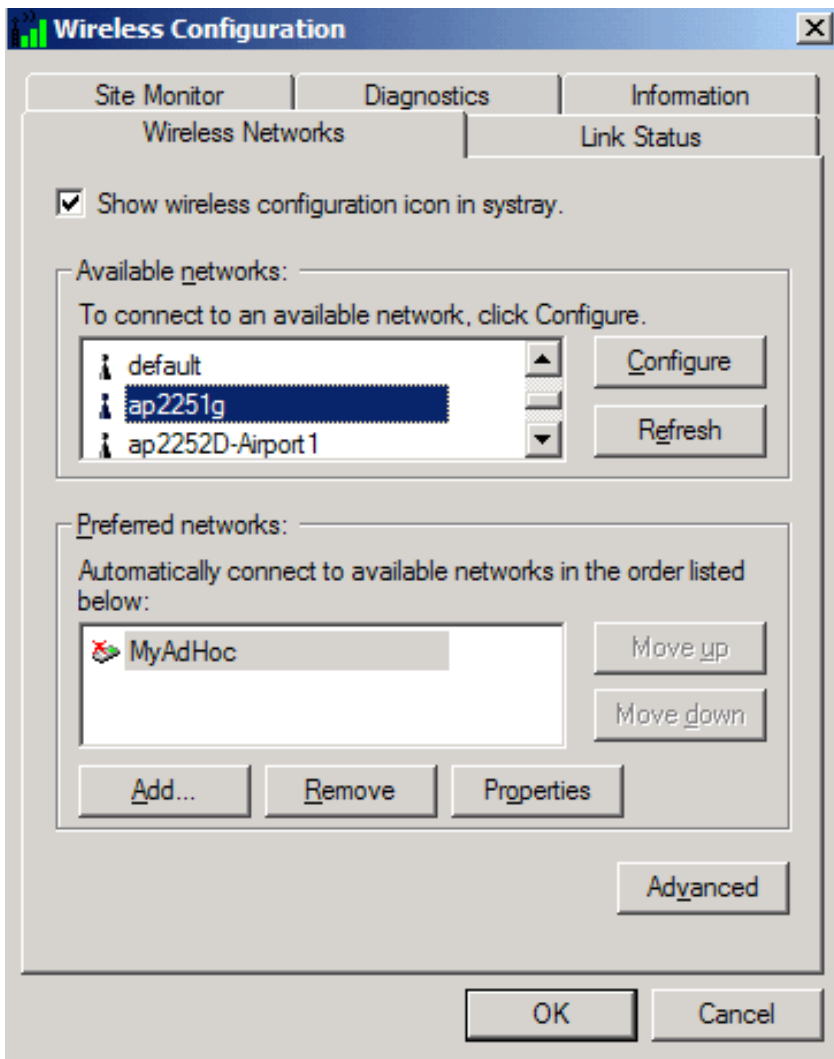 Wireless Configuration
Site Monitor Diagnostics Information
Wireless Networks Link Status
Show wireless configuration icon in systray.
Available networks:
To connect to an available network, click Configure.
default
ap2251g
ap2252D-Airport1
Configure
Refresh
Preferred networks:
Automatically connect to available networks in the order listed
below:
MyAdHoc
Move up
Move down
Add... Remove Properties
Advanced
OK Cancel